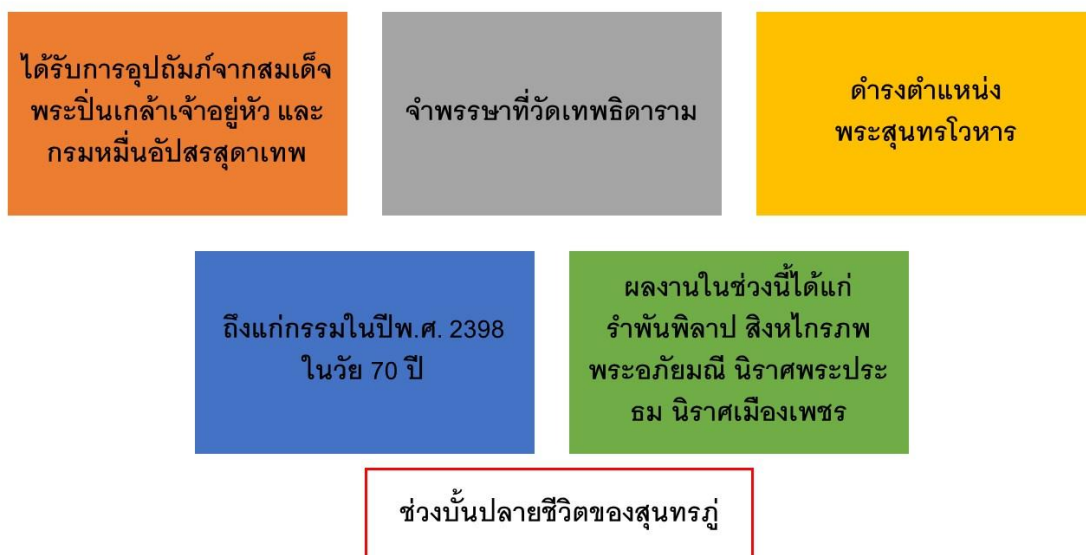 ได้รับการอุปถัมภ์จากสมเด็จ
พระปิ่นเกล้าเจ้าอยู่หัว และ
กรมหมื่นอัปสรสุดาเทพ
จำพรรษาที่วัดเทพธิดาราม
ดำรงตำแหน่ง
พระสุนทรโวหาร
ถึงแก่กรรมในปีพ.ศ. 2398
ในวัย 70 ปี
ผลงานในช่วงนี้ได้แก่
รำพันพิลาป สิงหไกรภพ
พระอภัยมณี นิราศพระประ
ธม นิราศเมืองเพชร
ช่วงบั้นปลายชีวิตของสุนทรภู่